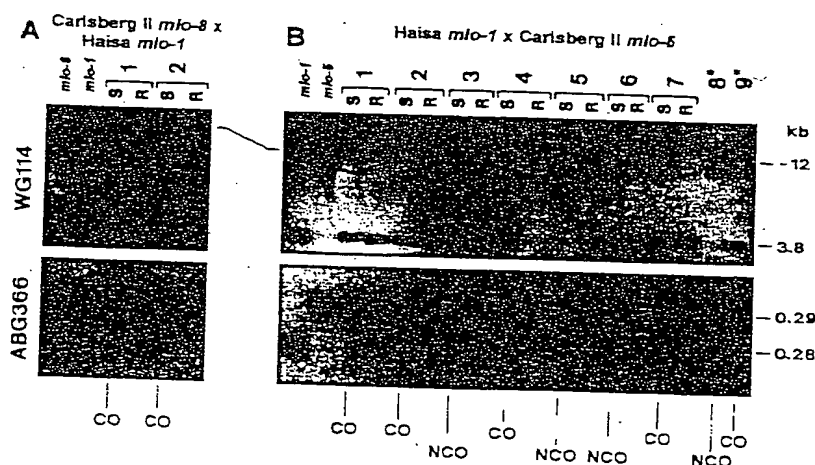 A
Carlsberg II mlo-8 x
Haisa mlo-1
mlo-8 mlo-1 1 2
S R S R
WG114
ABG366
CO CO
B
Haisa mlo-1 x Carlsberg II mlo-5
mlo-1 mlo-5 1 2 3 4 5 6 7 8* 9*
S R S R S R S R S R S R S R
kb
-12
3.8
0.29
0.28
CO CO NCO CO NCO NCO CO NCO CO